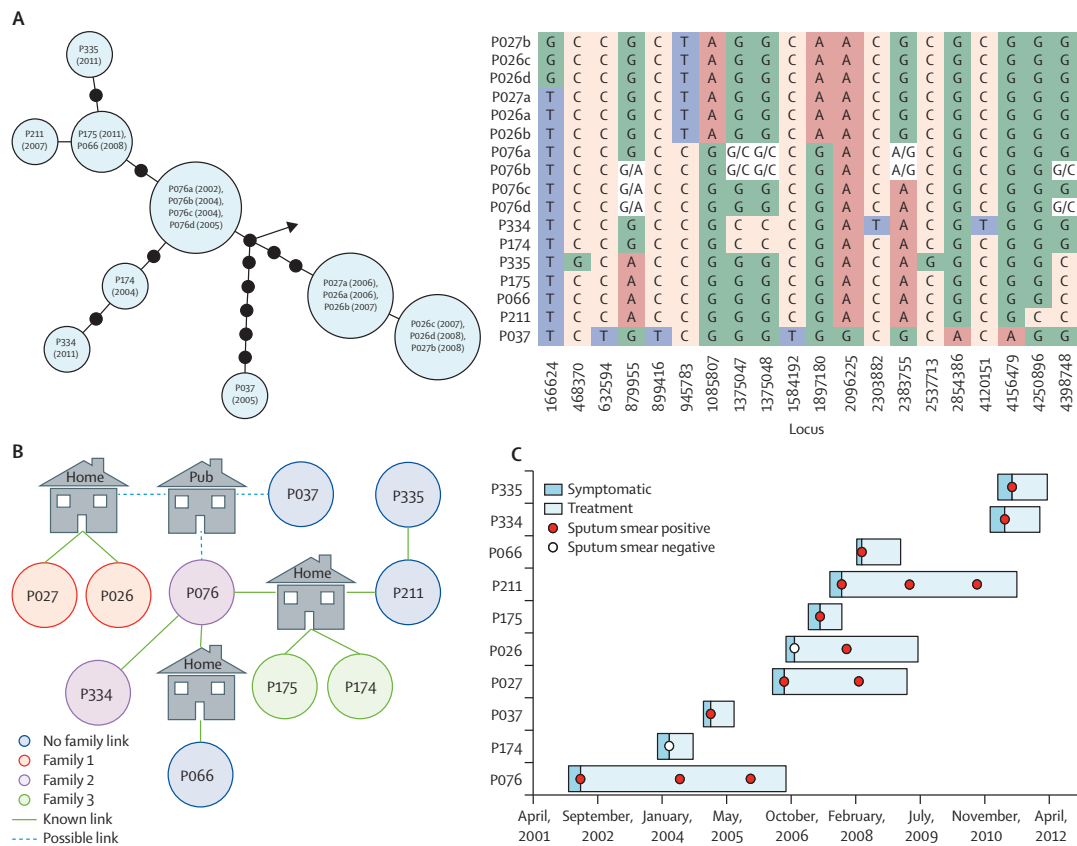 A
P335
(2011)
P211
(2007)
P175 (2011),
P066 (2008)
P076a (2002),
P076b (2004),
P076c (2004),
P076d (2005)
P174
(2004)
P334
(2011)
P037
(2005)
P027a (2006),
P026a (2006),
P026b (2007)
P026c (2007),
P026d (2008),
P027b (2008)
P027b G C C G C T A G G C A A C G C G C G G G
P026c G C C G C T A G G C A A C G C G C G G G
P026d G C C G C T A G G C A A C G C G C G G G
P027a T C C G C T A G G C A A C G C G C G G G
P026a T C C G C T A G G C A A C G C G C G G G
P026b T C C G C T A G G C A A C G C G C G G G
P076a T C C G C C G G/C G/C C G A C A/G C G C G G G
P076b T C C G/A C C G G/C G/C C G A C A/G C G C G G G/C
P076c T C C G/A C C G G G C G A C A C G C G G G
P076d T C C G/A C C G G G C G A C A C G C G G G/C
P334 T C C G C C G C C C G A T A C G T G G G
P174 T C C G C C G C C C G A C A C G C G G G
P335 T G C A C C G G G C G A C A G G C G G C
P175 T C C A C C G G G C G A C A C G C G G C
P066 T C C A C C G G G C G A C A C G C G G C
P211 T C C A C C G G G C G A C A C G C G C C
P037 T C T G T C G G G T G G C G C A C A G G
166624 468370 632594 879955 899416 945783 1085807 1375047 1375048 1584192 1897180 2096225 2303882 2383755 2537713 2854386 4120151 4156479 4250896 4398748
Locus
B
Home
Pub
P037
P335
P027
P026
P076
Home
P211
P334
Home
P175
P174
P066
No family link
Family 1
Family 2
Family 3
Known link
Possible link
C
Symptomatic
Treatment
Sputum smear positive
Sputum smear negative
P335
P334
P066
P211
P175
P026
P027
P037
P174
P076
April, 2001
September, 2002
January, 2004
May, 2005
October, 2006
February, 2008
July, 2009
November, 2010
April, 2012